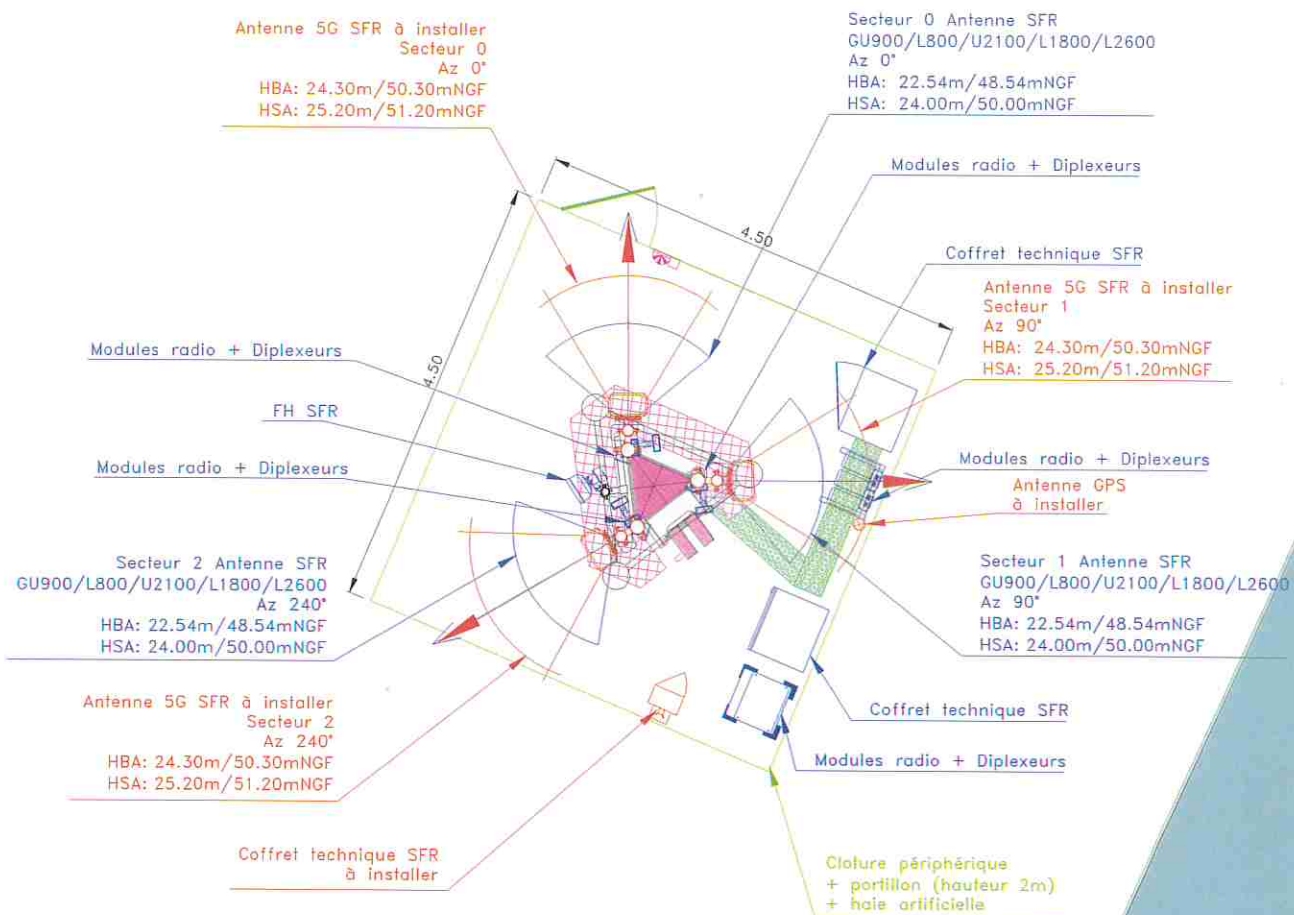 Antenne 5G SFR à installer
Secteur 0
Az 0°
HBA: 24.30m/50.30mNGF
HSA: 25.20m/51.20mNGF
Secteur 0 Antenne SFR
GU900/L800/U2100/L1800/L2600
Az 0°
HBA: 22.54m/48.54mNGF
HSA: 24.00m/50.00mNGF
Modules radio + Diplexeurs
4.50
Coffret technique SFR
Antenne 5G SFR à installer
Secteur 1
Az 90°
HBA: 24.30m/50.30mNGF
HSA: 25.20m/51.20mNGF
Modules radio + Diplexeurs
4.50
FH SFR
Modules radio + Diplexeurs
Modules radio + Diplexeurs
Antenne GPS
à installer
Secteur 2 Antenne SFR
GU900/L800/U2100/L1800/L2600
Az 240°
HBA: 22.54m/48.54mNGF
HSA: 24.00m/50.00mNGF
Secteur 1 Antenne SFR
GU900/L800/U2100/L1800/L2600
Az 90°
HBA: 22.54m/48.54mNGF
HSA: 24.00m/50.00mNGF
Antenne 5G SFR à installer
Secteur 2
Az 240°
HBA: 24.30m/50.30mNGF
HSA: 25.20m/51.20mNGF
Coffret technique SFR
Modules radio + Diplexeurs
Coffret technique SFR
à installer
Cloture périphérique
+ portillon (hauteur 2m)
+ haie artificielle